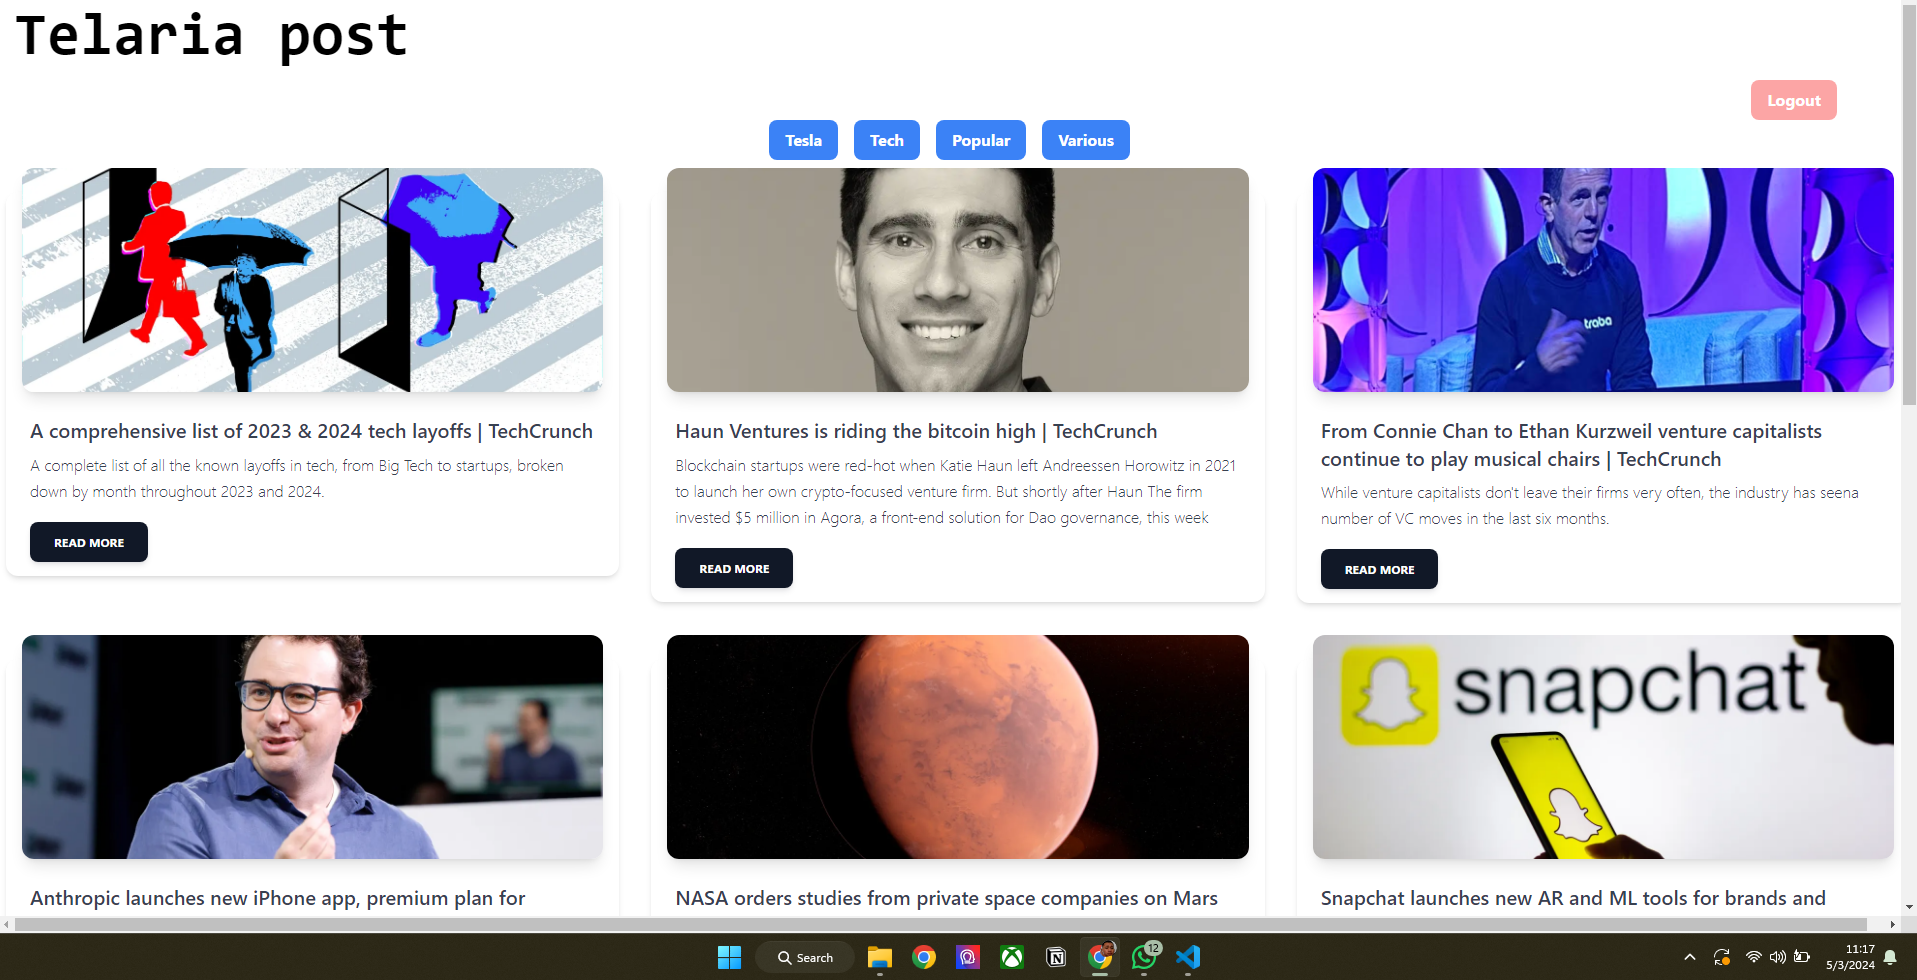 Telaria post
Logout
Tesla
Tech
Popular
Various
traba
A comprehensive list of 2023 & 2024 tech layoffs | TechCrunch
A complete list of all the known layoffs in tech, from Big Tech to startups, broken
down by month throughout 2023 and 2024.
READ MORE
Haun Ventures is riding the bitcoin high | TechCrunch
Blockchain startups were red-hot when Katie Haun left Andreessen Horowitz in 2021
to launch her own crypto-focused venture firm. But shortly after Haun The firm
invested $5 million in Agora, a front-end solution for Dao governance, this week
READ MORE
From Connie Chan to Ethan Kurzweil venture capitalists
continue to play musical chairs | TechCrunch
While venture capitalists don't leave their firms very often, the industry has seena
number of VC moves in the last six months.
READ MORE
snapchat
Anthropic launches new iPhone app, premium plan for
NASA orders studies from private space companies on Mars
Snapchat launches new AR and ML tools for brands and
Search
12
11:17
5/3/2024